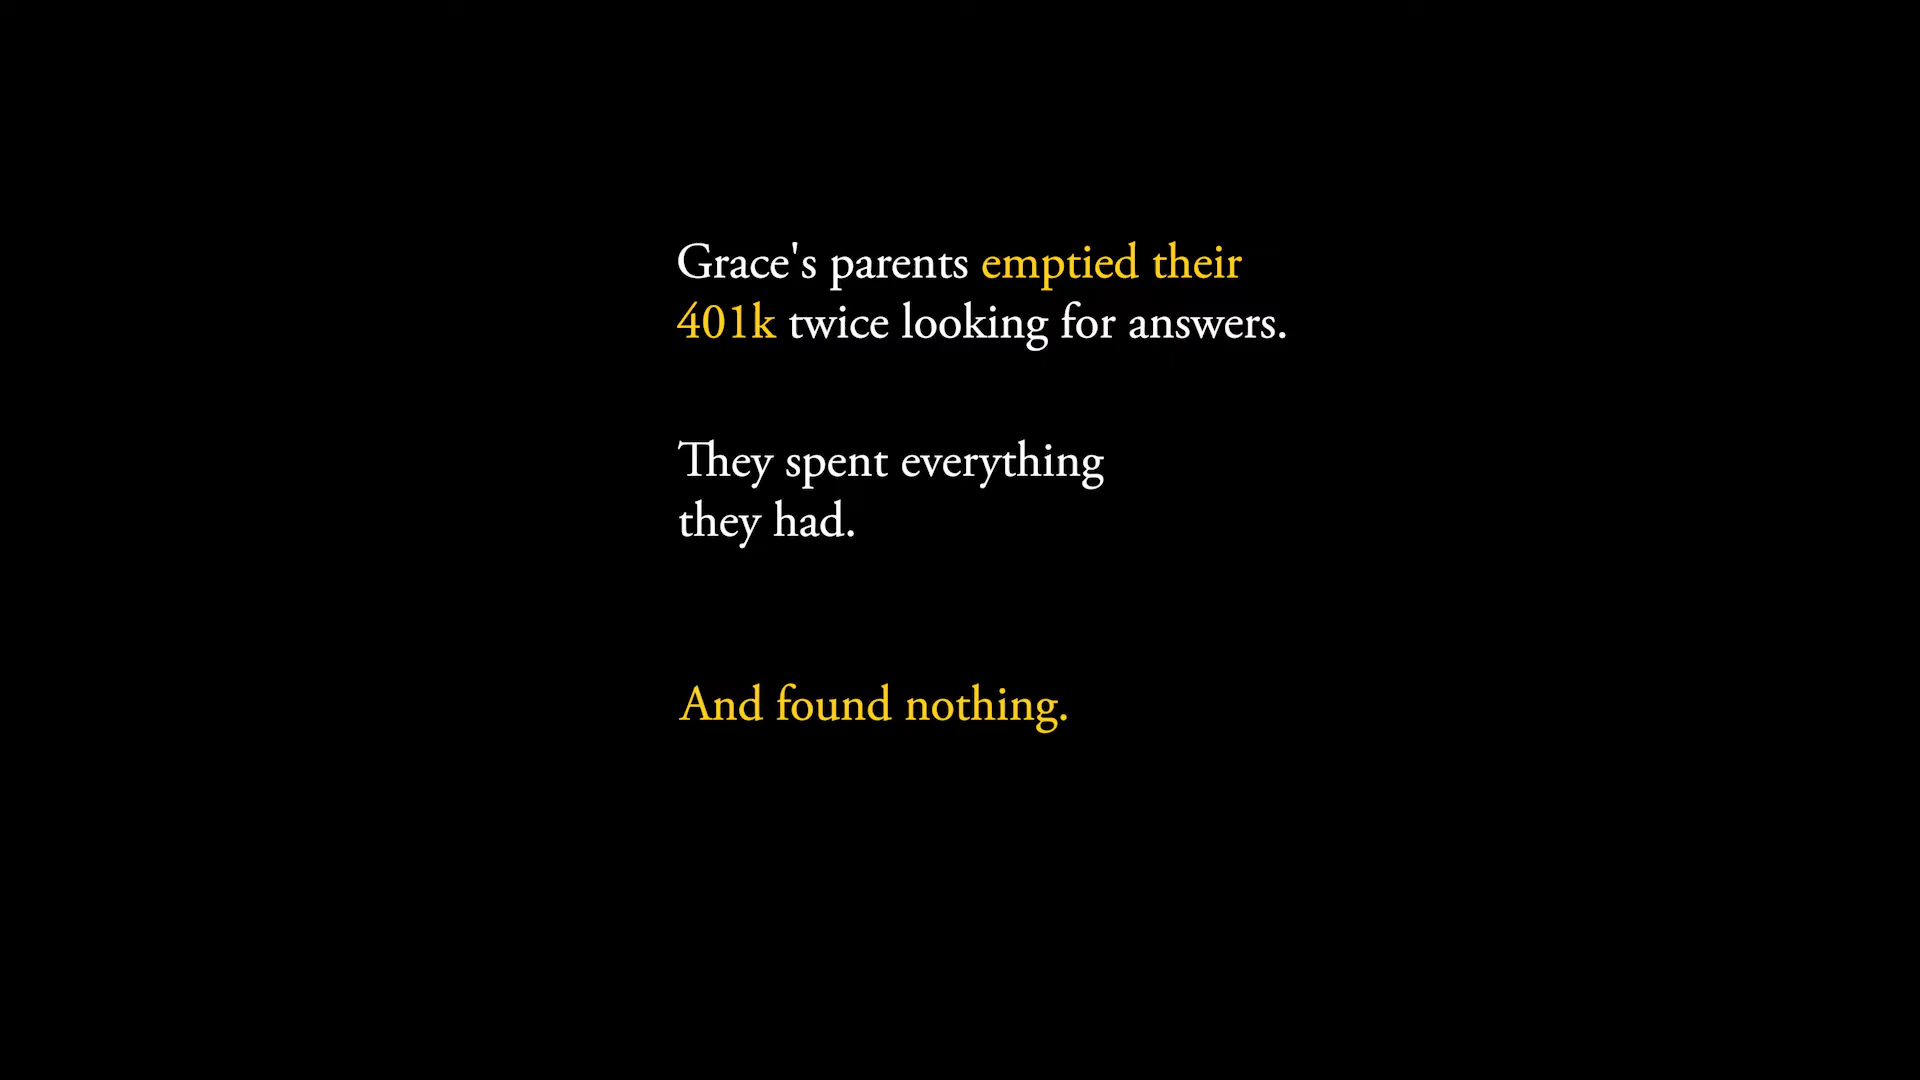 Grace's parents emptied their
401k twice looking for answers.
They spent everything
they had.
And found nothing.